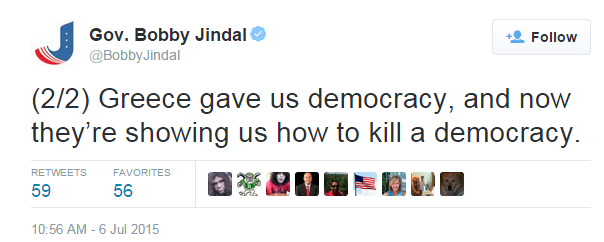 Gov. Bobby Jindal
@BobbyJindal
Follow
(2/2) Greece gave us democracy, and now
they're showing us how to kill a democracy.
RETWEETS FAVORITES
59 56
10:56 AM - 6 Jul 2015